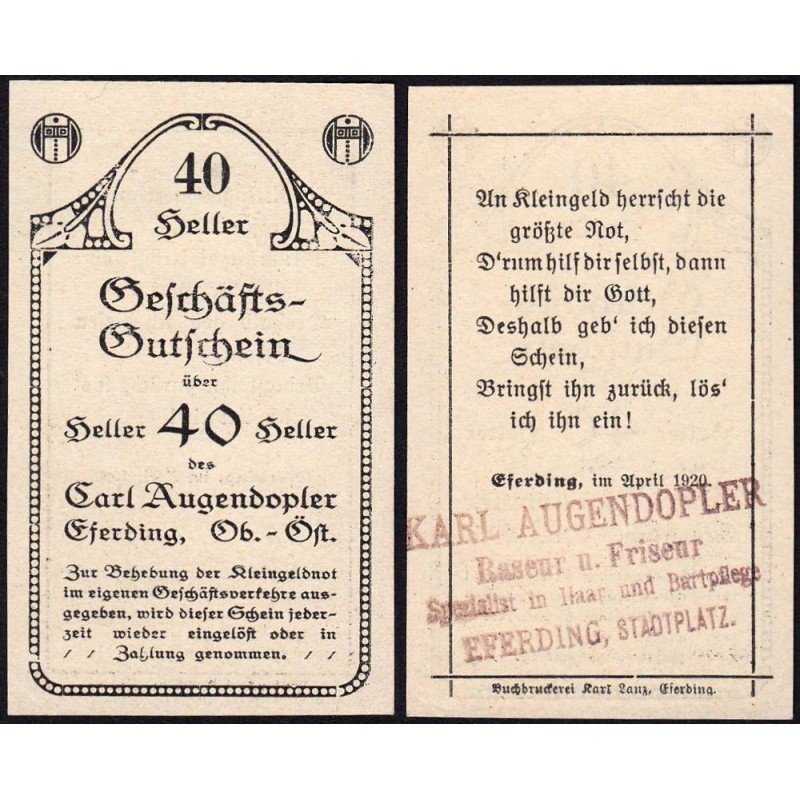 40
Heller
Geschäfts-
Gutschein
über
Heller 40 Heller
des
Carl Augendopler
Eferding, Ob.-Öst.
Zur Behebung der Kleingeldnot
im eigenen Geschäftsverkehre aus-
gegeben, wird dieser Schein jeder-
zeit wieder eingelöst oder in
/ / Zahlung genommen. / /
An Kleingeld herrscht die
größte Not,
D'rum hilf dir selbst, dann
hilft dir Gott,
Deshalb geb' ich diesen
Schein,
Bringst ihn zurück, lös'
ich ihn ein!
Eferding, im April 1920.
KARL AUGENDOPLER
Raseur u. Friseur
Spezialist in Haar und Bartpflege
EFERDING, STADTPLATZ.
Buchdruckerei Karl Lanz, Eferding.